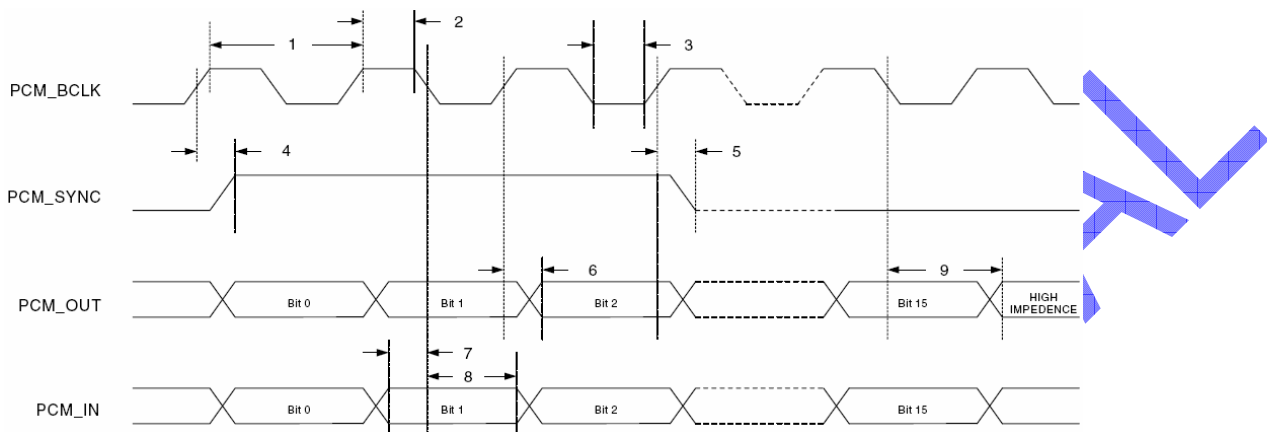 1
2
3
PCM_BCLK
4
5
PCM_SYNC
6
9
PCM_OUT
Bit 0
Bit 1
Bit 2
Bit 15
HIGH
IMPEDENCE
7
8
PCM_IN
Bit 0
Bit 1
Bit 2
Bit 15